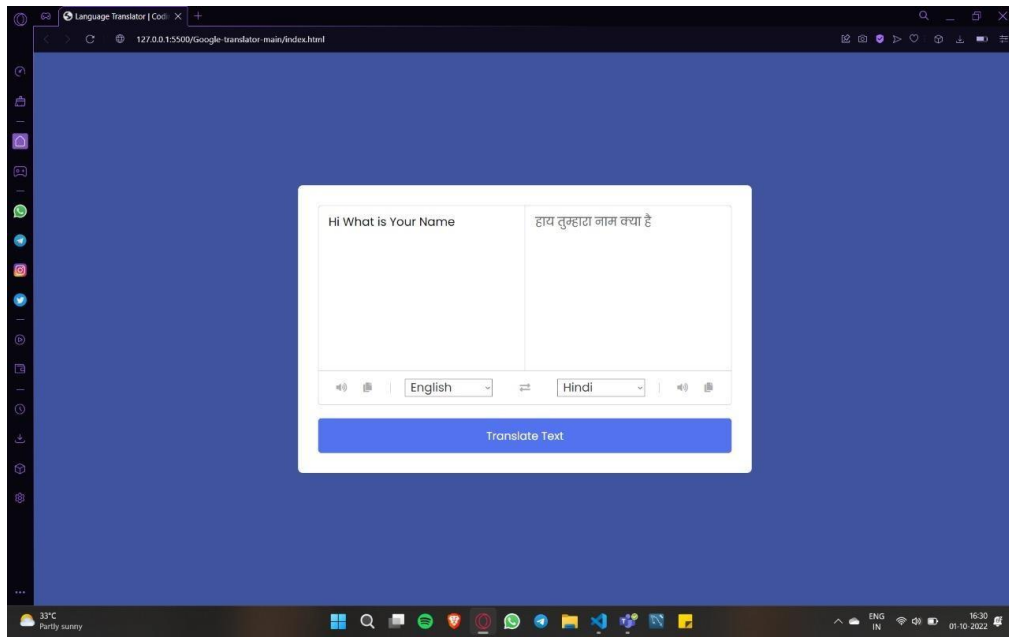 Language Translator | Codi
127.0.0.1:5500/Google-translator-main/index.html
Hi What is Your Name
हाय तुम्हारा नाम क्या है
English
Hindi
Translate Text
33°C
Partly sunny
ENG
IN
16:30
01-10-2022